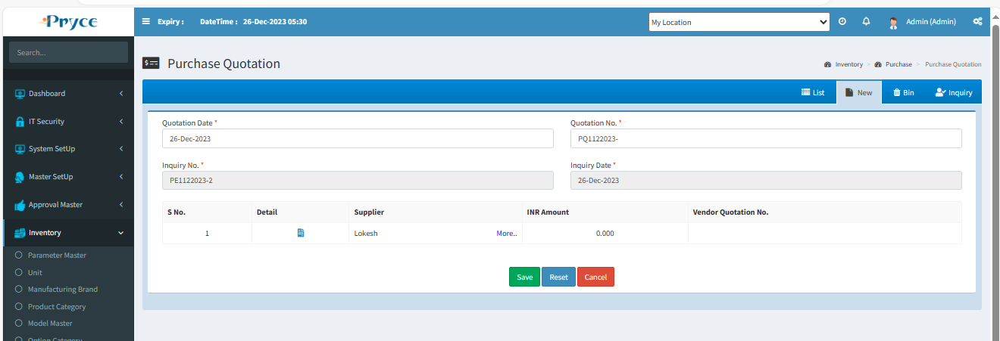 Pryce
Expiry : DateTime : 26-Dec-2023 05:30
My Location
Admin (Admin)
Search...
Purchase Quotation
Inventory > Purchase > Purchase Quotation
List New Bin Inquiry
Dashboard
IT Security
System SetUp
Master SetUp
Approval Master
Inventory
Parameter Master
Unit
Manufacturing Brand
Product Category
Model Master
Option Category
Quotation Date * Quotation No. *
26-Dec-2023 PQ1122023-
Inquiry No. * Inquiry Date *
PE1122023-2 26-Dec-2023
S No. Detail Supplier INR Amount Vendor Quotation No.
1 Lokesh More.. 0.000
Save Reset Cancel